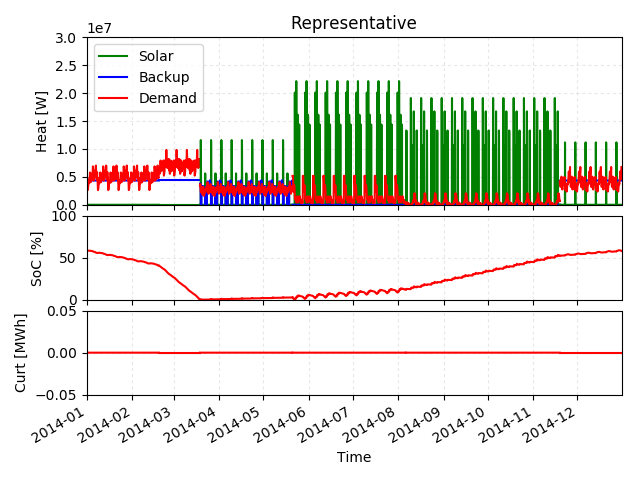 Representative
1e7
3.0
2.5
2.0
1.5
1.0
0.5
0.0
Heat [W]
Solar
Backup
Demand
100
50
0
SoC [%]
0.05
0.00
−0.05
Curt [MWh]
2014-01
2014-02
2014-03
2014-04
2014-05
2014-06
2014-07
2014-08
2014-09
2014-10
2014-11
2014-12
Time